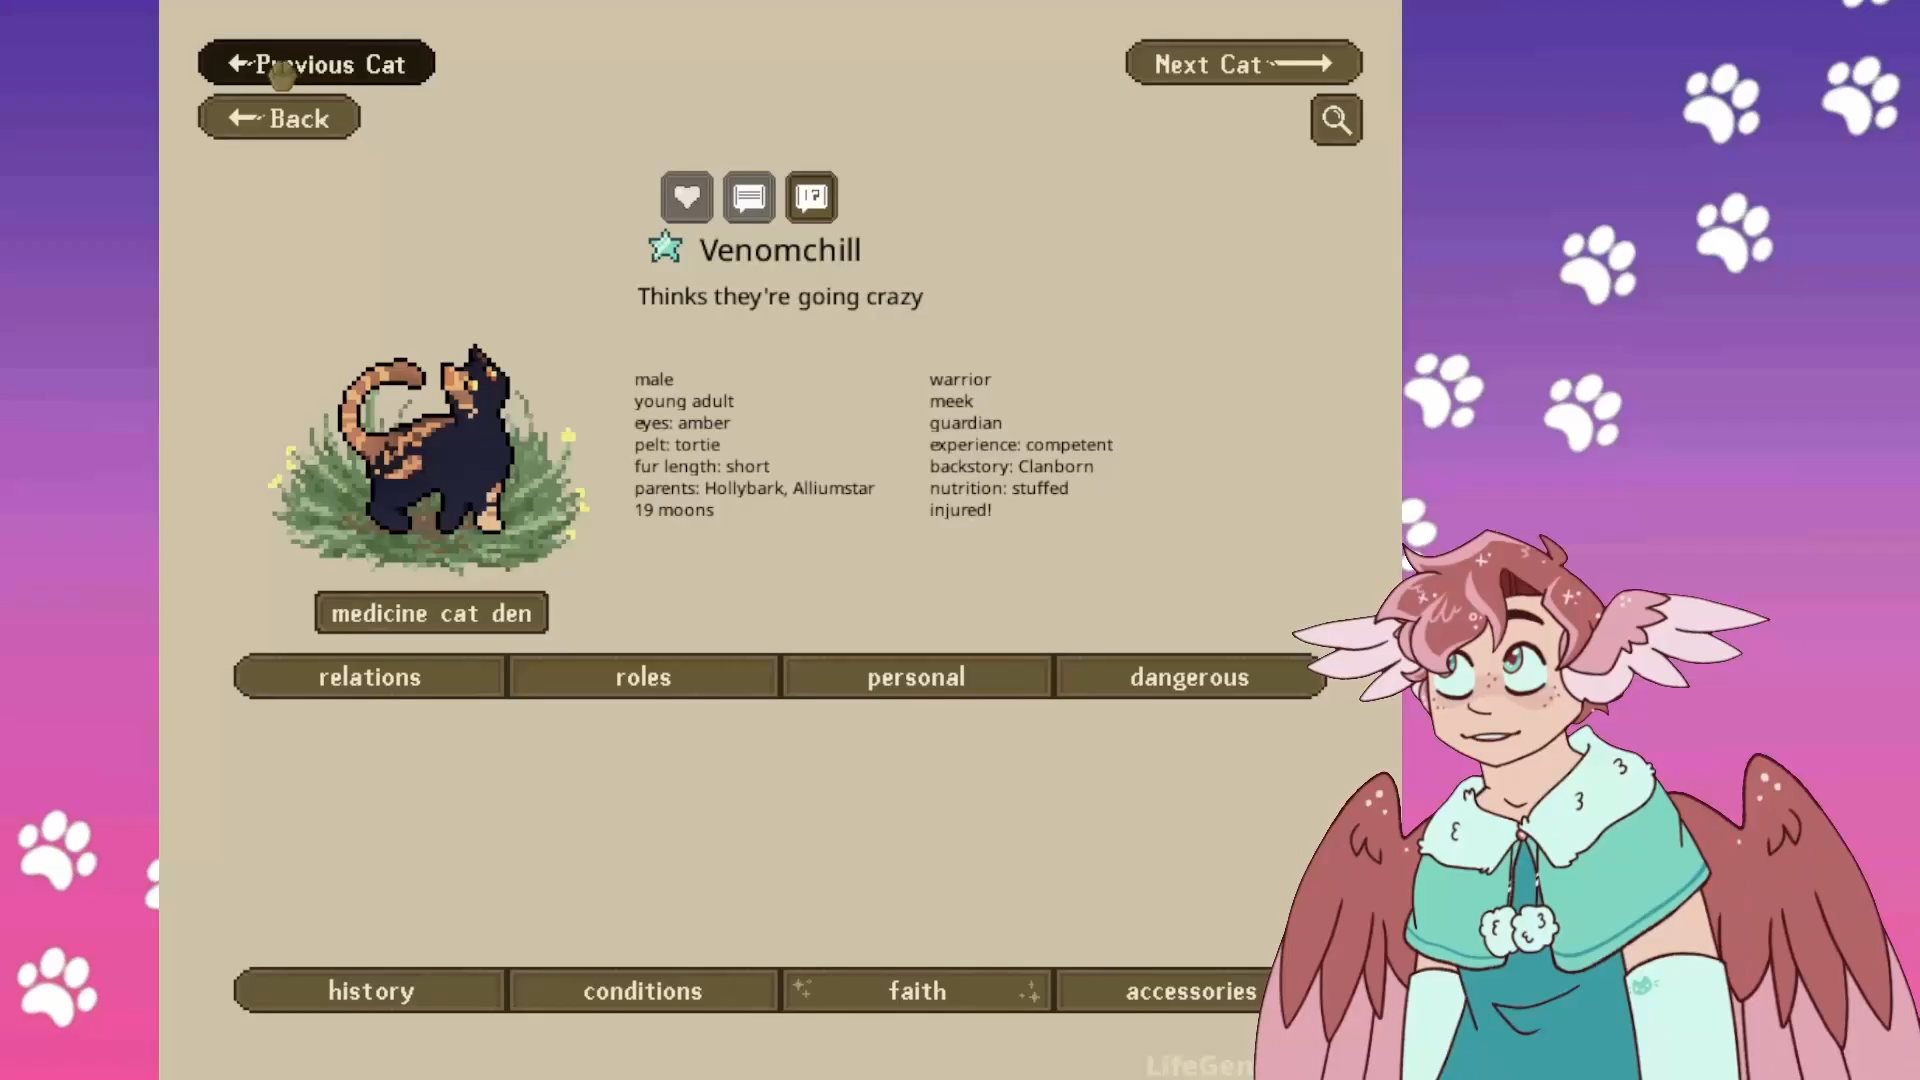 Previous Cat
Next Cat
Back
!?
Venomchill
Thinks they're going crazy
male
young adult
eyes: amber
pelt: tortie
fur length: short
parents: Hollybark, Alliumstar
19 moons
warrior
meek
guardian
experience: competent
backstory: Clanborn
nutrition: stuffed
injured!
medicine cat den
relations
roles
personal
dangerous
history
conditions
faith
accessories
LifeGen